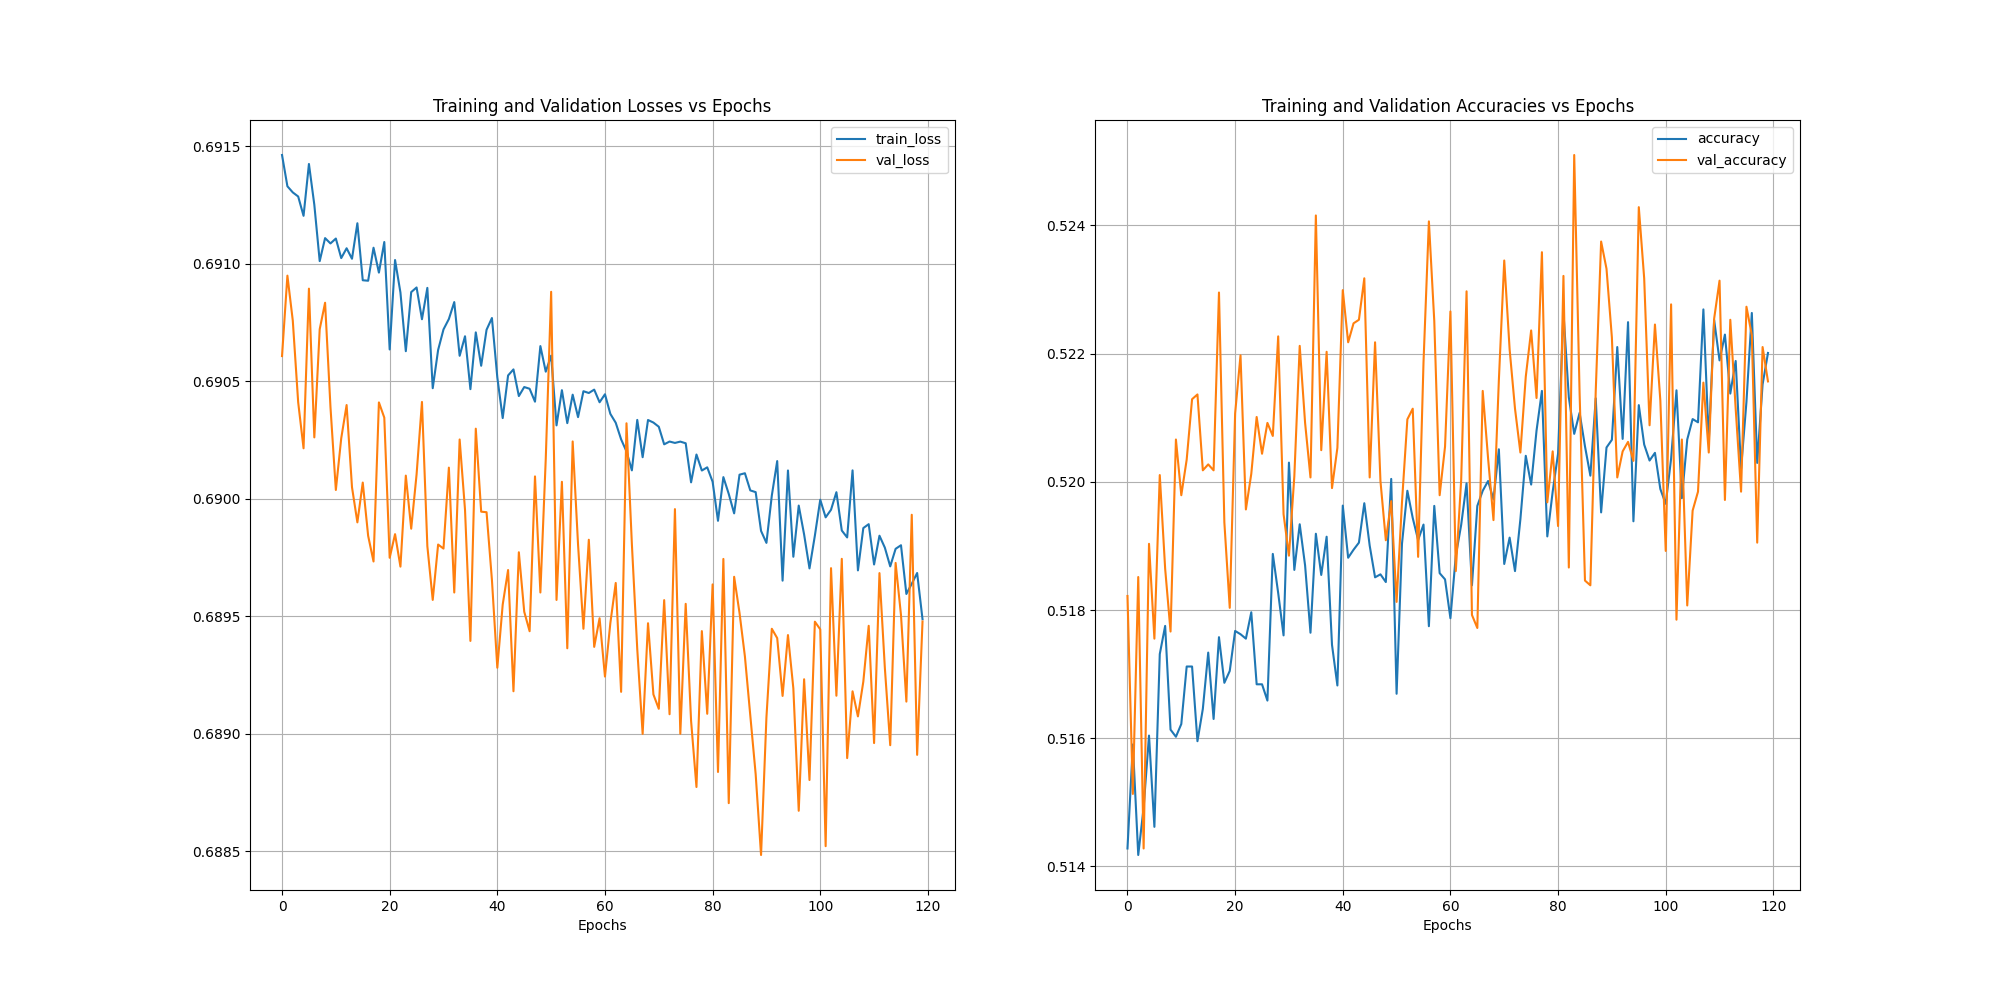 Training and Validation Losses vs Epochs
train_loss
val_loss
0.6915
0.6910
0.6905
0.6900
0.6895
0.6890
0.6885
0 20 40 60 80 100 120
Epochs
Training and Validation Accuracies vs Epochs
accuracy
val_accuracy
0.524
0.522
0.520
0.518
0.516
0.514
0 20 40 60 80 100 120
Epochs